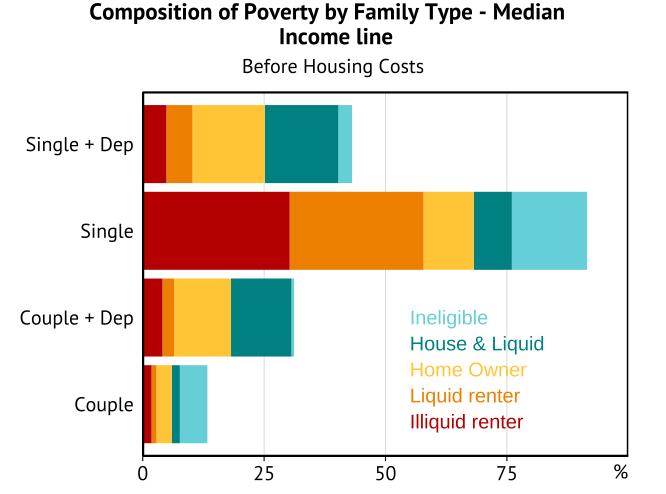 Composition of Poverty by Family Type - Median
Income line
Before Housing Costs
Single + Dep
Single
Couple + Dep
Couple
Ineligible
House & Liquid
Home Owner
Liquid renter
Illiquid renter
0 25 50 75 %